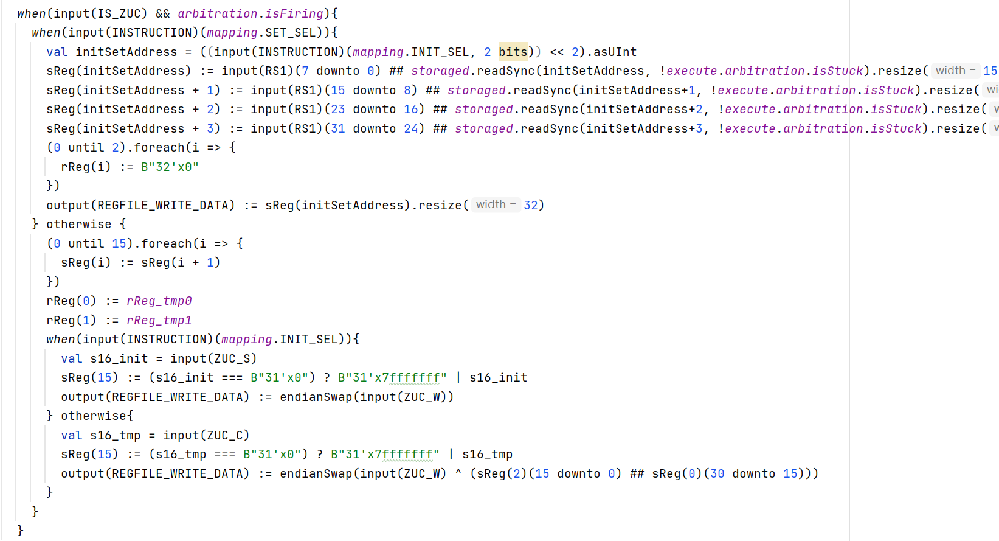 when(input(IS_ZUC) && arbitration.isFiring){
  when(input(INSTRUCTION)(mapping.SET_SEL)){
    val initSetAddress = ((input(INSTRUCTION)(mapping.INIT_SEL, 2 bits)) << 2).asUInt
    sReg(initSetAddress) := input(RS1)(7 downto 0) ## storaged.readSync(initSetAddress, !execute.arbitration.isStuck).resize( width = 15
    sReg(initSetAddress + 1) := input(RS1)(15 downto 8) ## storaged.readSync(initSetAddress+1, !execute.arbitration.isStuck).resize( wi
    sReg(initSetAddress + 2) := input(RS1)(23 downto 16) ## storaged.readSync(initSetAddress+2, !execute.arbitration.isStuck).resize( w
    sReg(initSetAddress + 3) := input(RS1)(31 downto 24) ## storaged.readSync(initSetAddress+3, !execute.arbitration.isStuck).resize( w
    (0 until 2).foreach(i => {
      rReg(i) := B"32'x0"
    })
    output(REGFILE_WRITE_DATA) := sReg(initSetAddress).resize( width = 32)
  } otherwise {
    (0 until 15).foreach(i => {
      sReg(i) := sReg(i + 1)
    })
    rReg(0) := rReg_tmp0
    rReg(1) := rReg_tmp1
    when(input(INSTRUCTION)(mapping.INIT_SEL)){
      val s16_init = input(ZUC_S)
      sReg(15) := (s16_init === B"31'x0") ? B"31'x7fffffff" | s16_init
      output(REGFILE_WRITE_DATA) := endianSwap(input(ZUC_W))
    } otherwise{
      val s16_tmp = input(ZUC_C)
      sReg(15) := (s16_tmp === B"31'x0") ? B"31'x7fffffff" | s16_tmp
      output(REGFILE_WRITE_DATA) := endianSwap(input(ZUC_W) ^ (sReg(2)(15 downto 0) ## sReg(0)(30 downto 15)))
    }
  }
}